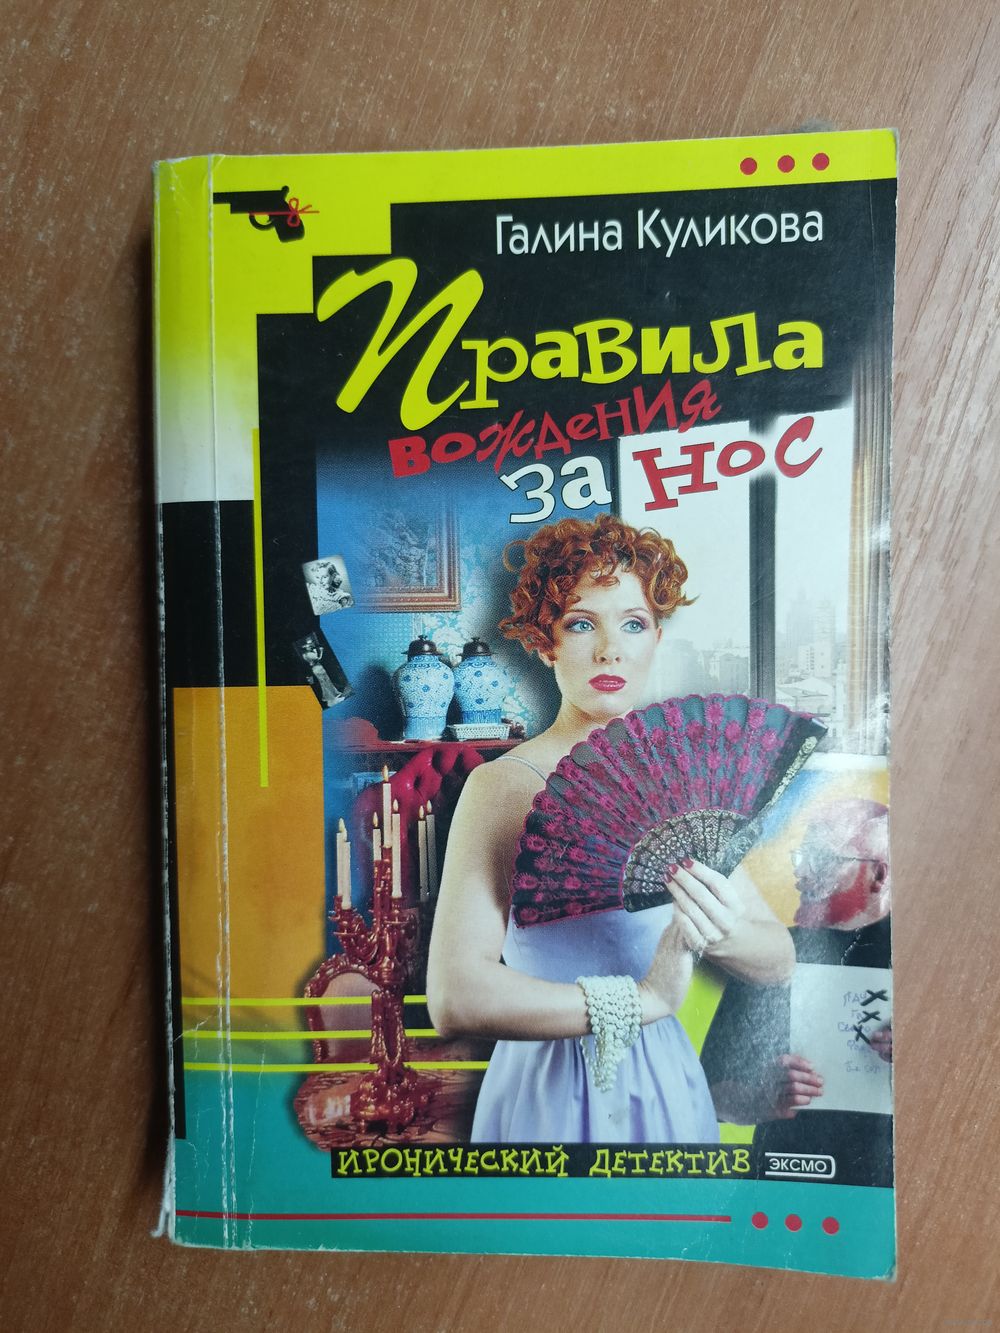 Галина Куликова
Правила
вождения
за нос
ИРОНИЧЕСКИЙ ДЕТЕКТИВ
ЭКСМО